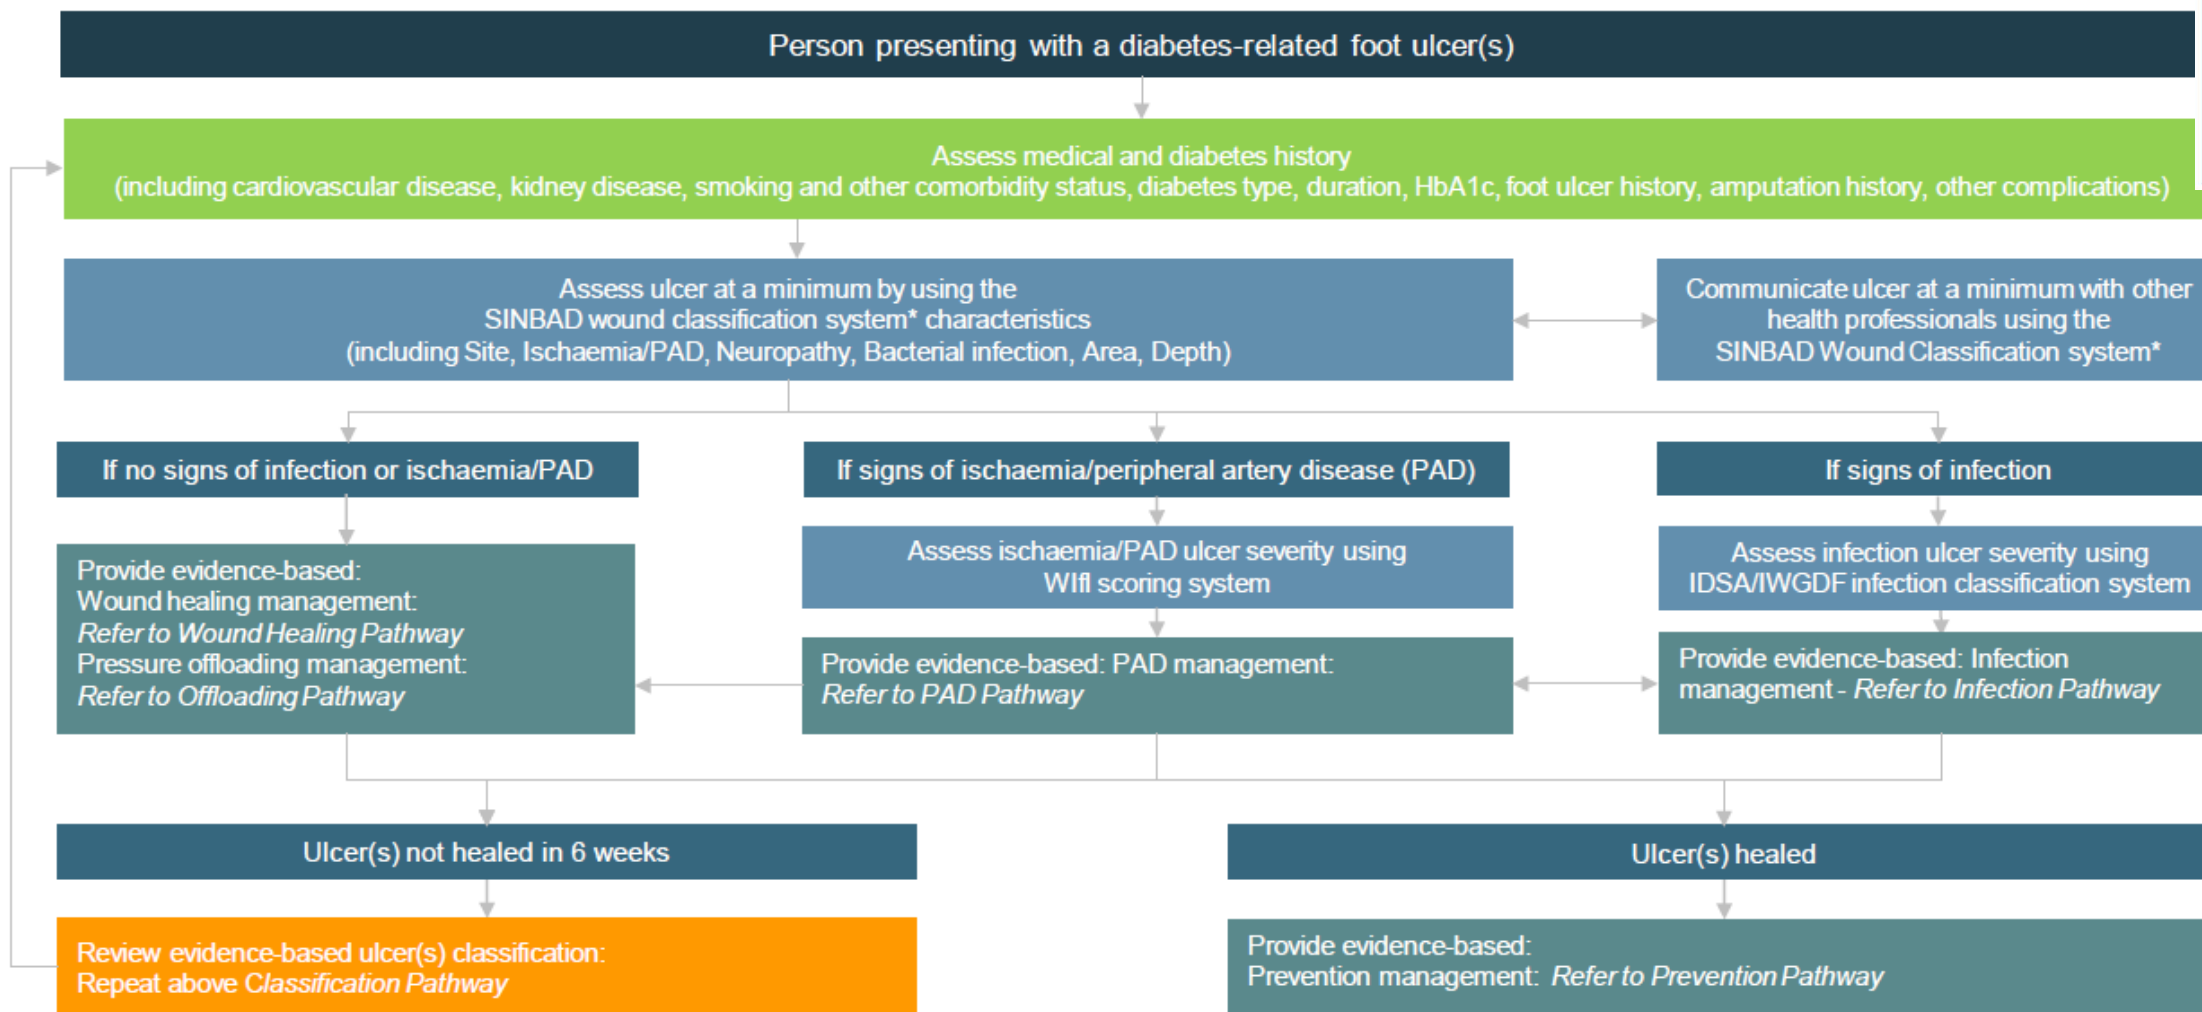 Person presenting with a diabetes-related foot ulcer(s)
Assess medical and diabetes history
(including cardiovascular disease, kidney disease, smoking and other comorbidity status, diabetes type, duration, HbA1c, foot ulcer history, amputation history, other complications)
Assess ulcer at a minimum by using the
SINBAD wound classification system* characteristics
(including Site, Ischaemia/PAD, Neuropathy, Bacterial infection, Area, Depth)
Communicate ulcer at a minimum with other
health professionals using the
SINBAD Wound Classification system*
If no signs of infection or ischaemia/PAD
If signs of ischaemia/peripheral artery disease (PAD)
If signs of infection
Provide evidence-based:
Wound healing management:
Refer to Wound Healing Pathway
Pressure offloading management:
Refer to Offloading Pathway
Assess ischaemia/PAD ulcer severity using
WIfI scoring system
Provide evidence-based: PAD management:
Refer to PAD Pathway
Assess infection ulcer severity using
IDSA/IWGDF infection classification system
Provide evidence-based: Infection
management - Refer to Infection Pathway
Ulcer(s) not healed in 6 weeks
Ulcer(s) healed
Review evidence-based ulcer(s) classification:
Repeat above Classification Pathway
Provide evidence-based:
Prevention management: Refer to Prevention Pathway